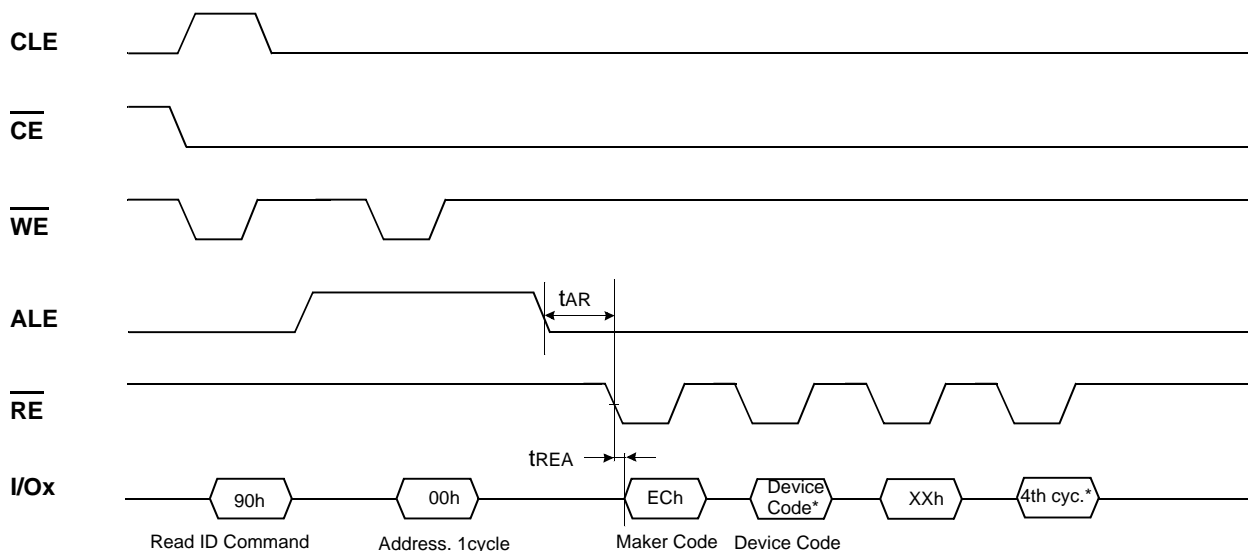 CLE
CE
WE
ALE
tAR
RE
tREA
I/Ox
90h
00h
ECh
Device
Code*
XXh
4th cyc.*
Read ID Command
Address. 1cycle
Maker Code
Device Code